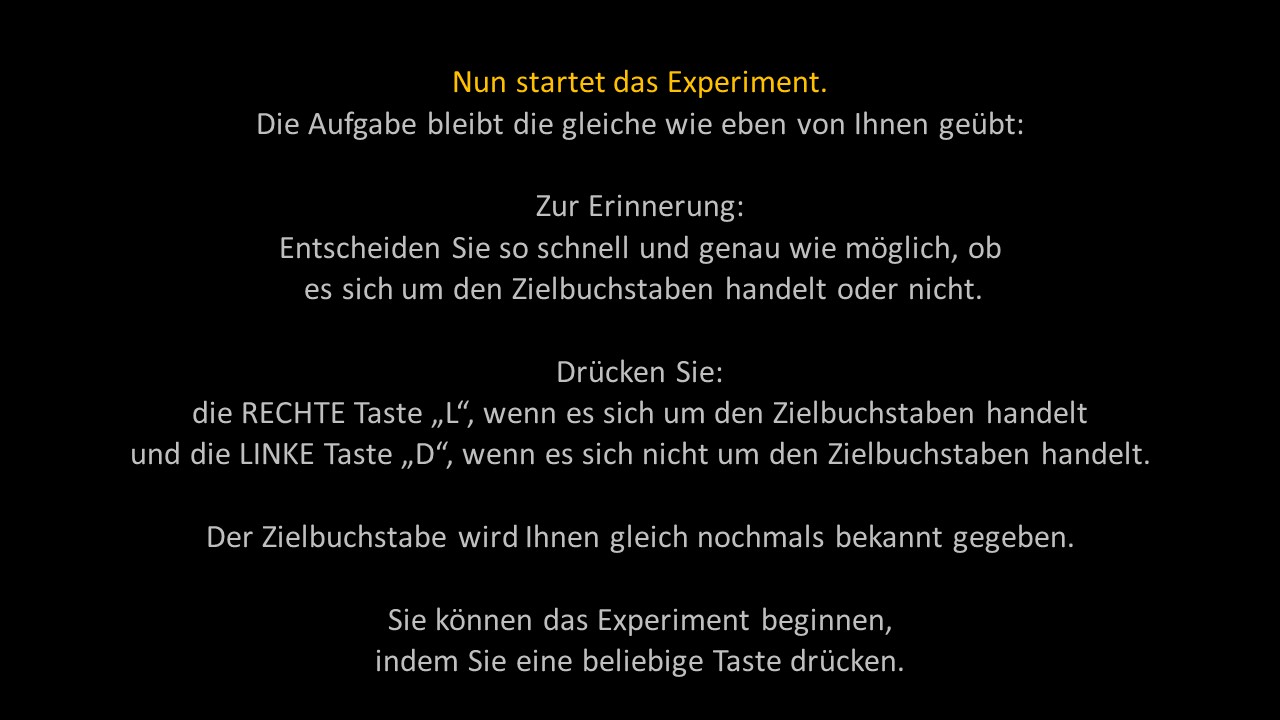 Nun startet das Experiment.
Die Aufgabe bleibt die gleiche wie eben von Ihnen geübt:
Zur Erinnerung:
Entscheiden Sie so schnell und genau wie möglich, ob
es sich um den Zielbuchstaben handelt oder nicht.
Drücken Sie:
die RECHTE Taste „L“, wenn es sich um den Zielbuchstaben handelt
und die LINKE Taste „D“, wenn es sich nicht um den Zielbuchstaben handelt.
Der Zielbuchstabe wird Ihnen gleich nochmals bekannt gegeben.
Sie können das Experiment beginnen,
indem Sie eine beliebige Taste drücken.